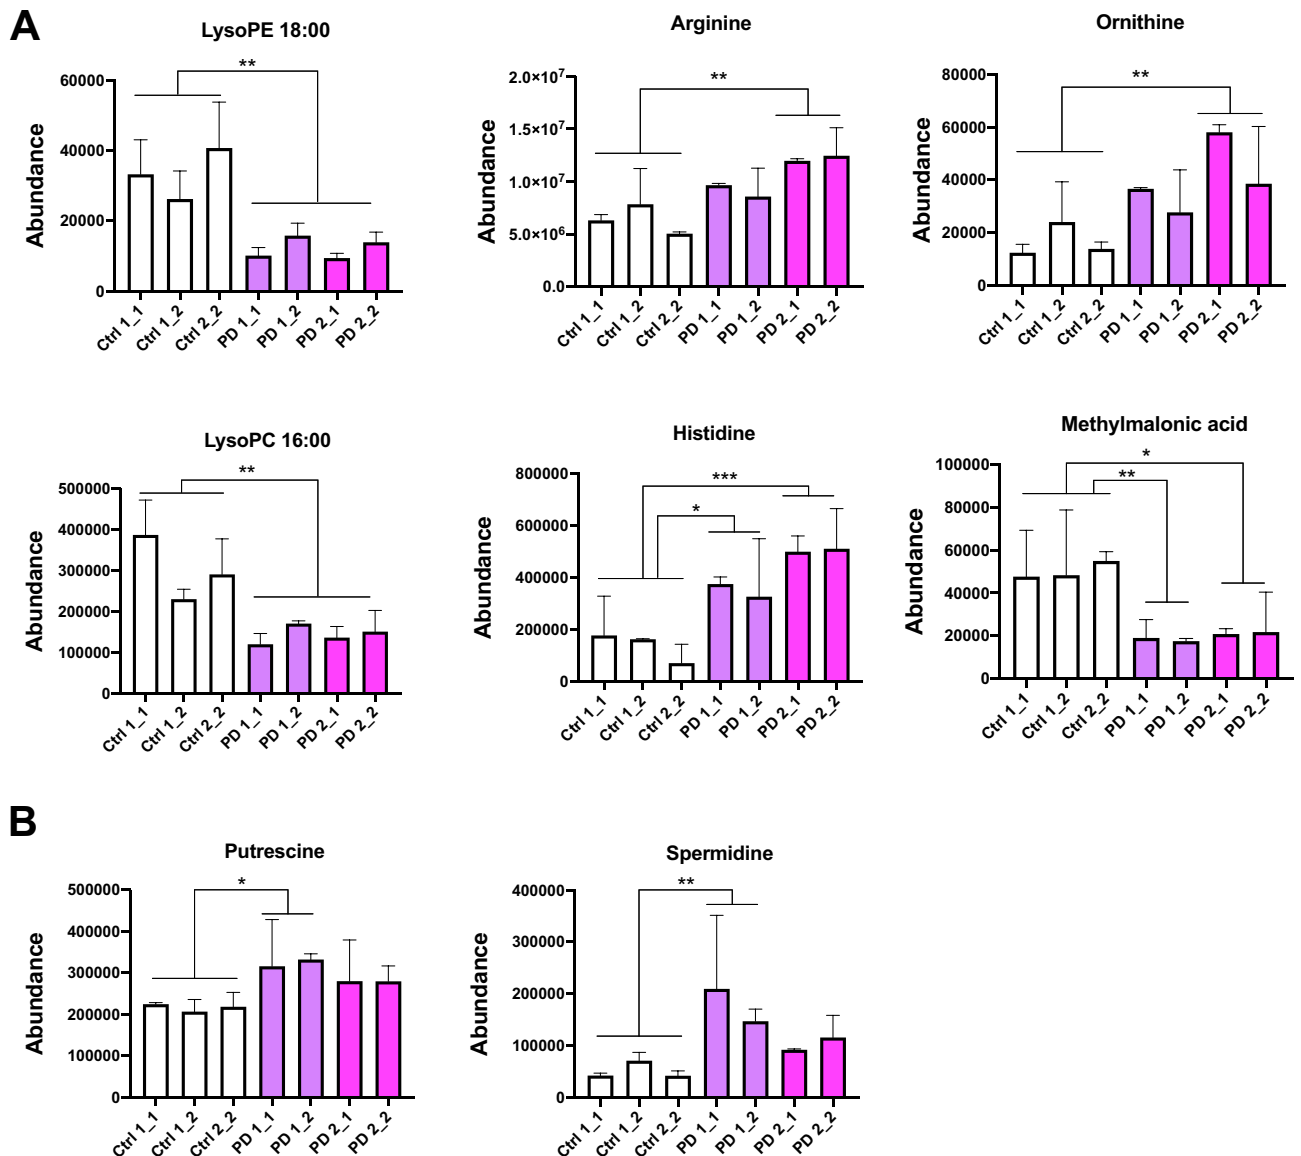 A
LysoPE 18:00
Abundance
60000
40000
20000
0
**
Ctrl 1_1
Ctrl 1_2
Ctrl 2_2
PD 1_1
PD 1_2
PD 2_1
PD 2_2
Arginine
Abundance
2.0×10⁷
1.5×10⁷
1.0×10⁷
5.0×10⁶
0.0
**
Ctrl 1_1
Ctrl 1_2
Ctrl 2_2
PD 1_1
PD 1_2
PD 2_1
PD 2_2
Ornithine
Abundance
80000
60000
40000
20000
0
**
Ctrl 1_1
Ctrl 1_2
Ctrl 2_2
PD 1_1
PD 1_2
PD 2_1
PD 2_2
LysoPC 16:00
Abundance
500000
400000
300000
200000
100000
0
**
Ctrl 1_1
Ctrl 1_2
Ctrl 2_2
PD 1_1
PD 1_2
PD 2_1
PD 2_2
Histidine
Abundance
800000
600000
400000
200000
0
***
*
Ctrl 1_1
Ctrl 1_2
Ctrl 2_2
PD 1_1
PD 1_2
PD 2_1
PD 2_2
Methylmalonic acid
Abundance
100000
80000
60000
40000
20000
0
*
**
Ctrl 1_1
Ctrl 1_2
Ctrl 2_2
PD 1_1
PD 1_2
PD 2_1
PD 2_2
B
Putrescine
Abundance
500000
400000
300000
200000
100000
0
*
Ctrl 1_1
Ctrl 1_2
Ctrl 2_2
PD 1_1
PD 1_2
PD 2_1
PD 2_2
Spermidine
Abundance
400000
300000
200000
100000
0
**
Ctrl 1_1
Ctrl 1_2
Ctrl 2_2
PD 1_1
PD 1_2
PD 2_1
PD 2_2